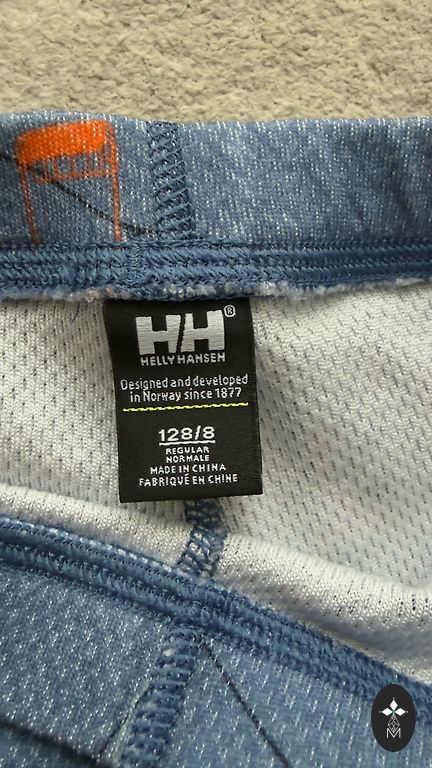 HH®
HELLY HANSEN
Designed and developed
in Norway since 1877
128/8
REGULAR
NORMALE
MADE IN CHINA
FABRIQUÉ EN CHINE
M